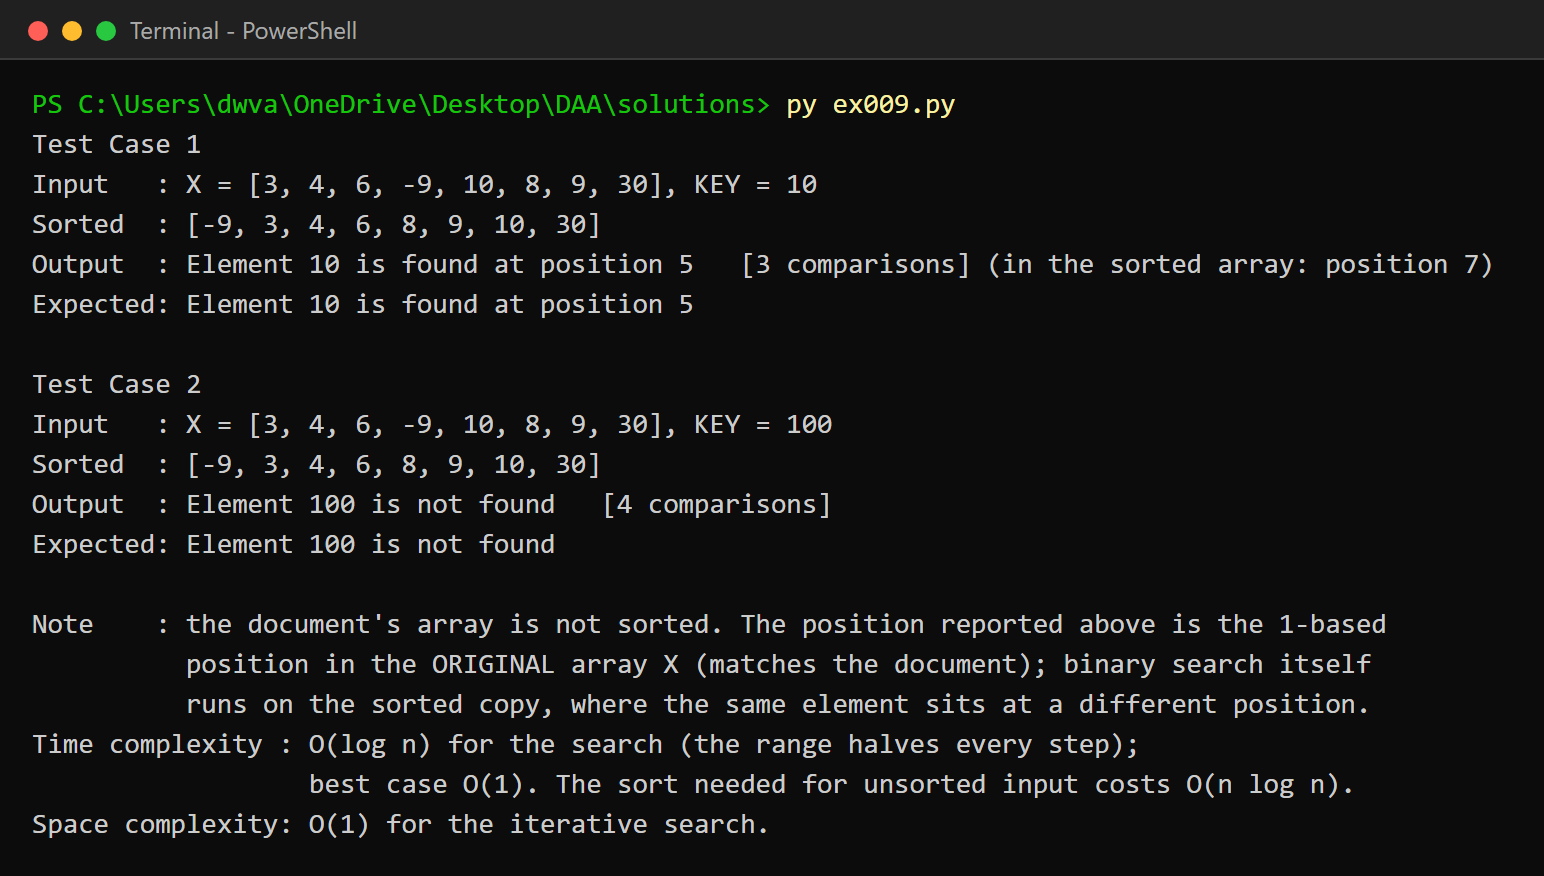 Terminal - PowerShell
PS C:\Users\dwva\OneDrive\Desktop\DAA\solutions> py ex009.py
Test Case 1
Input   : X = [3, 4, 6, -9, 10, 8, 9, 30], KEY = 10
Sorted  : [-9, 3, 4, 6, 8, 9, 10, 30]
Output  : Element 10 is found at position 5   [3 comparisons] (in the sorted array: position 7)
Expected: Element 10 is found at position 5
Test Case 2
Input   : X = [3, 4, 6, -9, 10, 8, 9, 30], KEY = 100
Sorted  : [-9, 3, 4, 6, 8, 9, 10, 30]
Output  : Element 100 is not found   [4 comparisons]
Expected: Element 100 is not found
Note    : the document's array is not sorted. The position reported above is the 1-based
          position in the ORIGINAL array X (matches the document); binary search itself
          runs on the sorted copy, where the same element sits at a different position.
Time complexity : O(log n) for the search (the range halves every step);
                  best case O(1). The sort needed for unsorted input costs O(n log n).
Space complexity: O(1) for the iterative search.